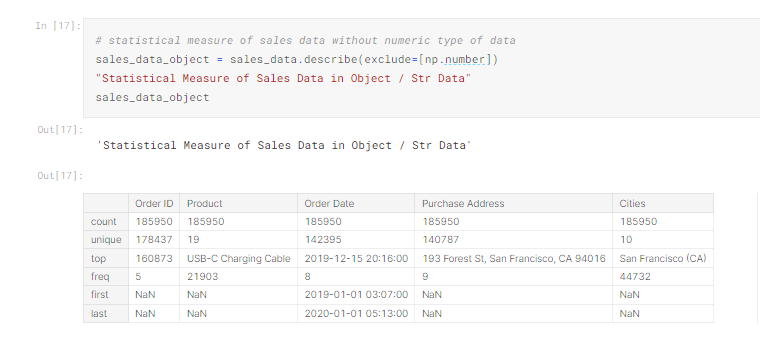 In [17]:
# statistical measure of sales data without numeric type of data
sales_data_object = sales_data.describe(exclude=[np.number])
"Statistical Measure of Sales Data in Object / Str Data"
sales_data_object
Out[17]:
'Statistical Measure of Sales Data in Object / Str Data'
Out[17]:
Order ID Product Order Date Purchase Address Cities
count 185950 185950 185950 185950 185950
unique 178437 19 142395 140787 10
top 160873 USB-C Charging Cable 2019-12-15 20:16:00 193 Forest St, San Francisco, CA 94016 San Francisco (CA)
freq 5 21903 8 9 44732
first NaN NaN 2019-01-01 03:07:00 NaN NaN
last NaN NaN 2020-01-01 05:13:00 NaN NaN